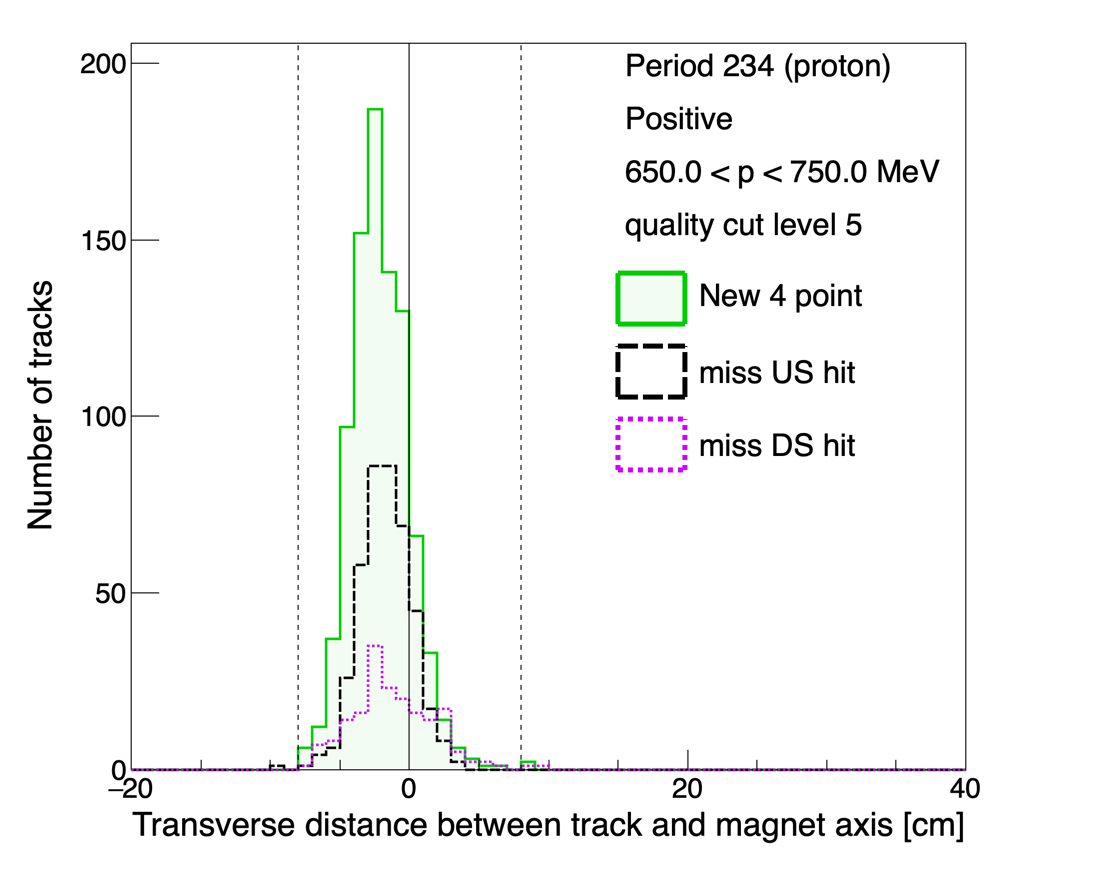 200
150
100
50
0
−20
0
20
40
Number of tracks
Transverse distance between track and magnet axis [cm]
Period 234 (proton)
Positive
650.0 < p < 750.0 MeV
quality cut level 5
New 4 point
miss US hit
miss DS hit